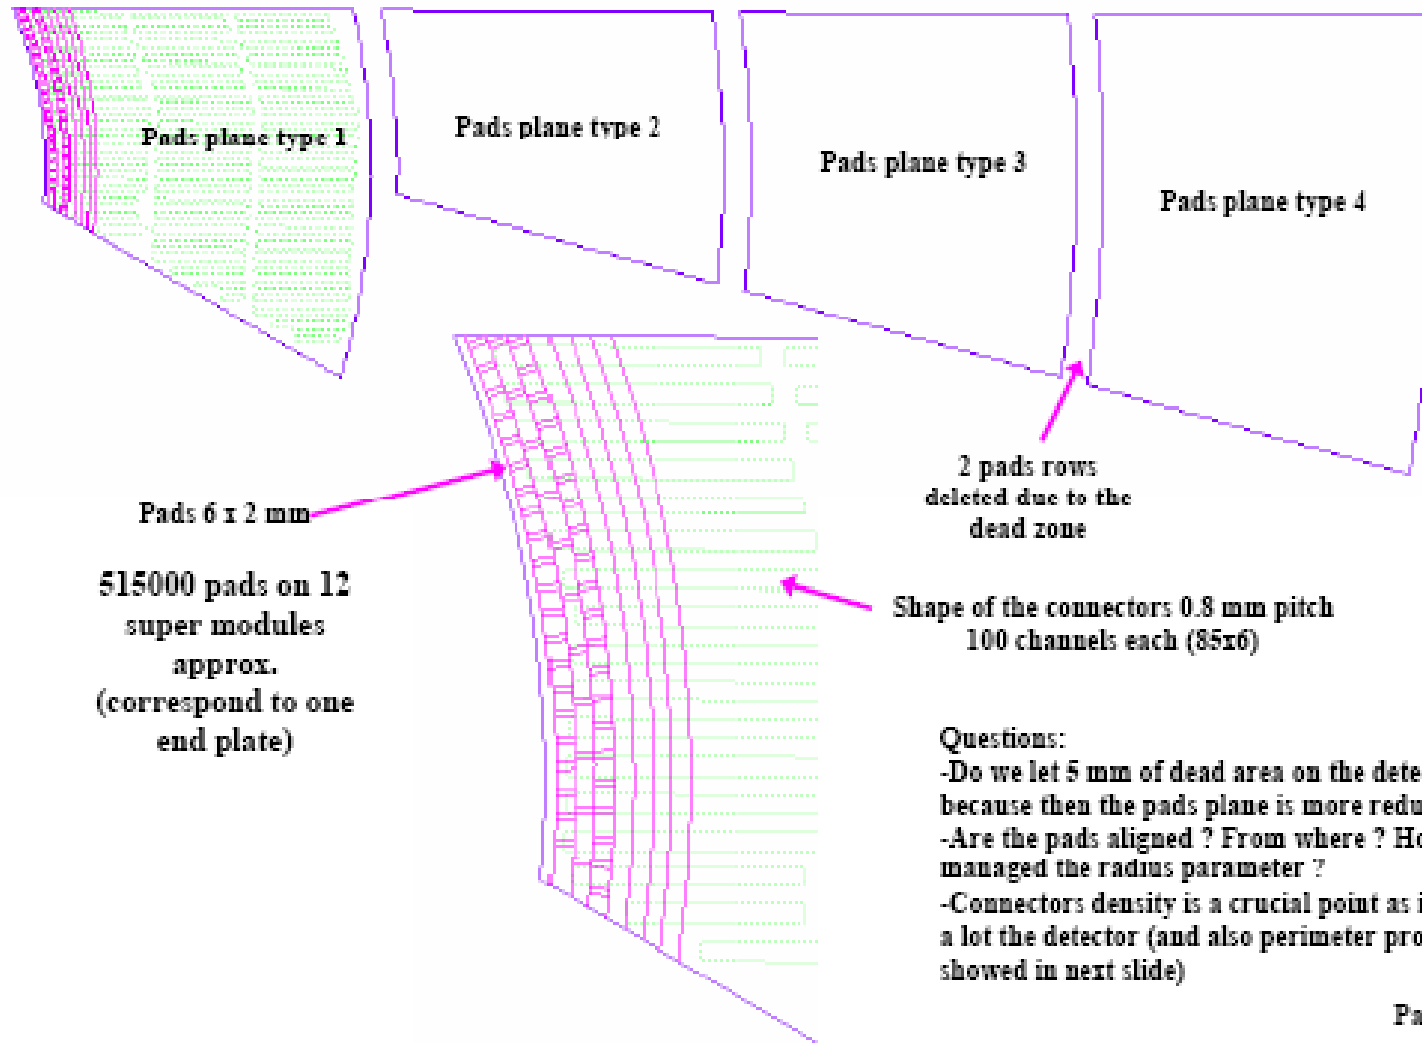 Pads plane type 1
Pads plane type 2
Pads plane type 3
Pads plane type 4
2 pads rows
deleted due to the
dead zone
Pads 6 x 2 mm
515000 pads on 12
super modules
approx.
(correspond to one
end plate)
Shape of the connectors 0.8 mm pitch
100 channels each (85x6)
Questions:
-Do we let 5 mm of dead area on the dete
because then the pads plane is more redu
-Are the pads aligned ? From where ? Ho
managed the radius parameter ?
-Connectors density is a crucial point as i
a lot the detector (and also perimeter pro
showed in next slide)
Pa